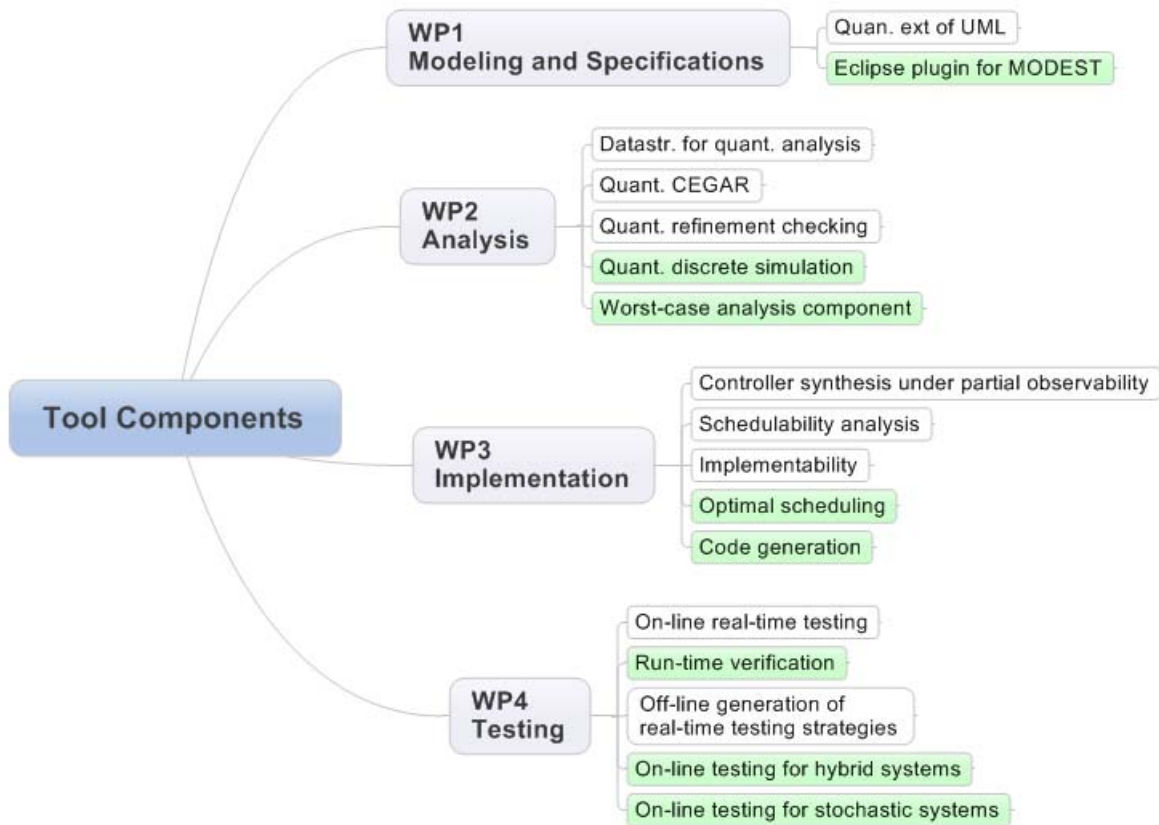 WP1
Modeling and Specifications
Quan. ext of UML
Eclipse plugin for MODEST
WP2
Analysis
Datastr. for quant. analysis
Quant. CEGAR
Quant. refinement checking
Quant. discrete simulation
Worst-case analysis component
Tool Components
WP3
Implementation
Controller synthesis under partial observability
Schedulability analysis
Implementability
Optimal scheduling
Code generation
WP4
Testing
On-line real-time testing
Run-time verification
Off-line generation of
real-time testing strategies
On-line testing for hybrid systems
On-line testing for stochastic systems